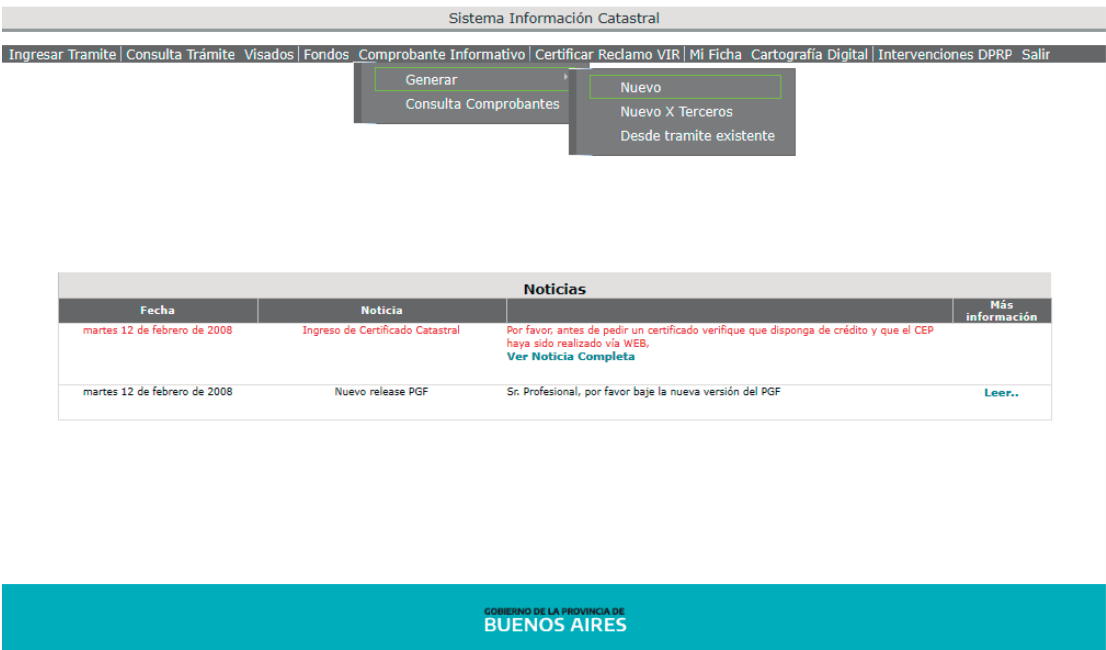 Sistema Información Catastral
Ingresar Tramite Consulta Trámite Visados Fondos Comprobante Informativo Certificar Reclamo VIR Mi Ficha Cartografía Digital Intervenciones DPRP Salir
Generar
Consulta Comprobantes
Nuevo
Nuevo X Terceros
Desde tramite existente
Noticias
Fecha Noticia Más información
martes 12 de febrero de 2008 Ingreso de Certificado Catastral Por favor, antes de pedir un certificado verifique que disponga de crédito y que el CEP
haya sido realizado vía WEB,
Ver Noticia Completa
martes 12 de febrero de 2008 Nuevo release PGF Sr. Profesional, por favor baje la nueva versión del PGF Leer..
GOBIERNO DE LA PROVINCIA DE
BUENOS AIRES